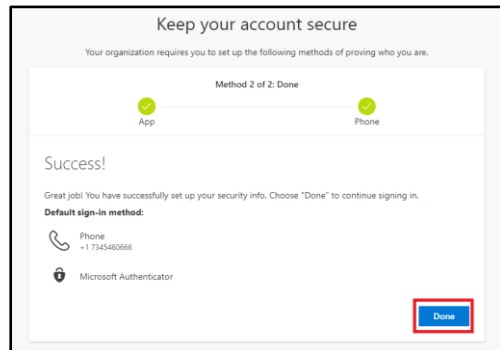 Keep your account secure
Your organization requires you to set up the following methods of proving who you are.
Method 2 of 2: Done
App
Phone
Success!
Great job! You have successfully set up your security info. Choose "Done" to continue signing in.
Default sign-in method:
Phone
+1 7345460666
Microsoft Authenticator
Done